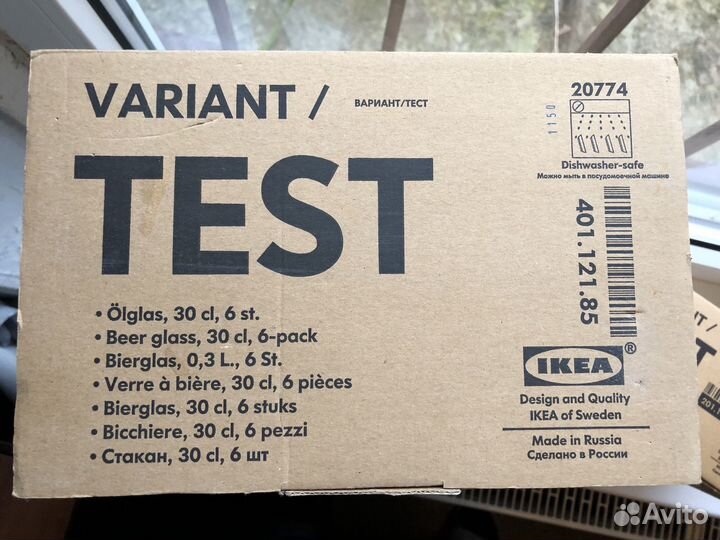 VARIANT / ВАРИАНТ/ТЕСТ
TEST
• Ölglas, 30 cl, 6 st.
• Beer glass, 30 cl, 6-pack
• Bierglas, 0,3 L., 6 St.
• Verre à bière, 30 cl, 6 pièces
• Bierglas, 30 cl, 6 stuks
• Bicchiere, 30 cl, 6 pezzi
• Стакан, 30 cl, 6 шт
1150
20774
Dishwasher-safe
Можно мыть в посудомоечной машине
401.121.85
IKEA®
Design and Quality
IKEA of Sweden
Made in Russia
Сделано в России
NT /
T
201.
Avito